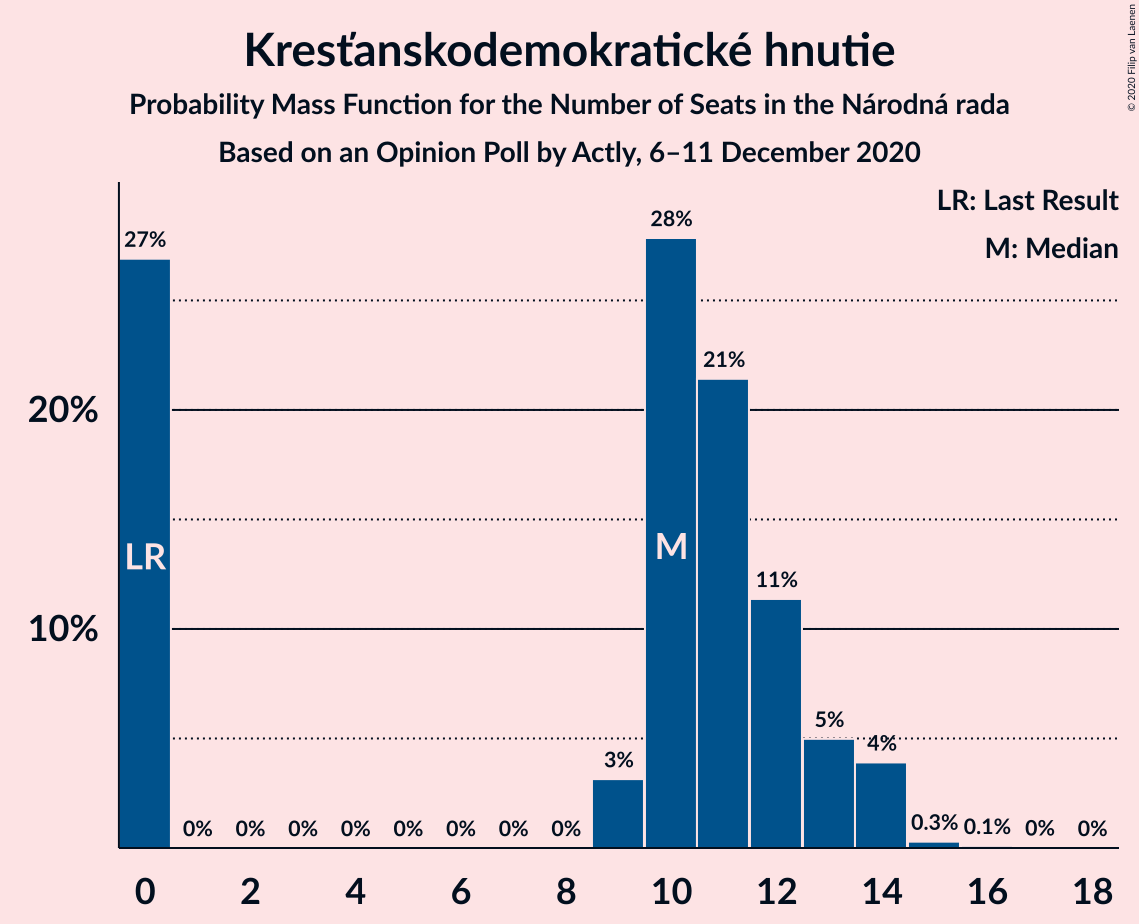 Kresťanskodemokratické hnutie
Probability Mass Function for the Number of Seats in the Národná rada
Based on an Opinion Poll by Actly, 6–11 December 2020
© 2020 Filip van Laenen
LR: Last Result
M: Median
27%
0%
0%
0%
0%
0%
0%
0%
0%
3%
28%
21%
11%
5%
4%
0.3%
0.1%
0%
0%
LR
M
20%
10%
0 2 4 6 8 10 12 14 16 18